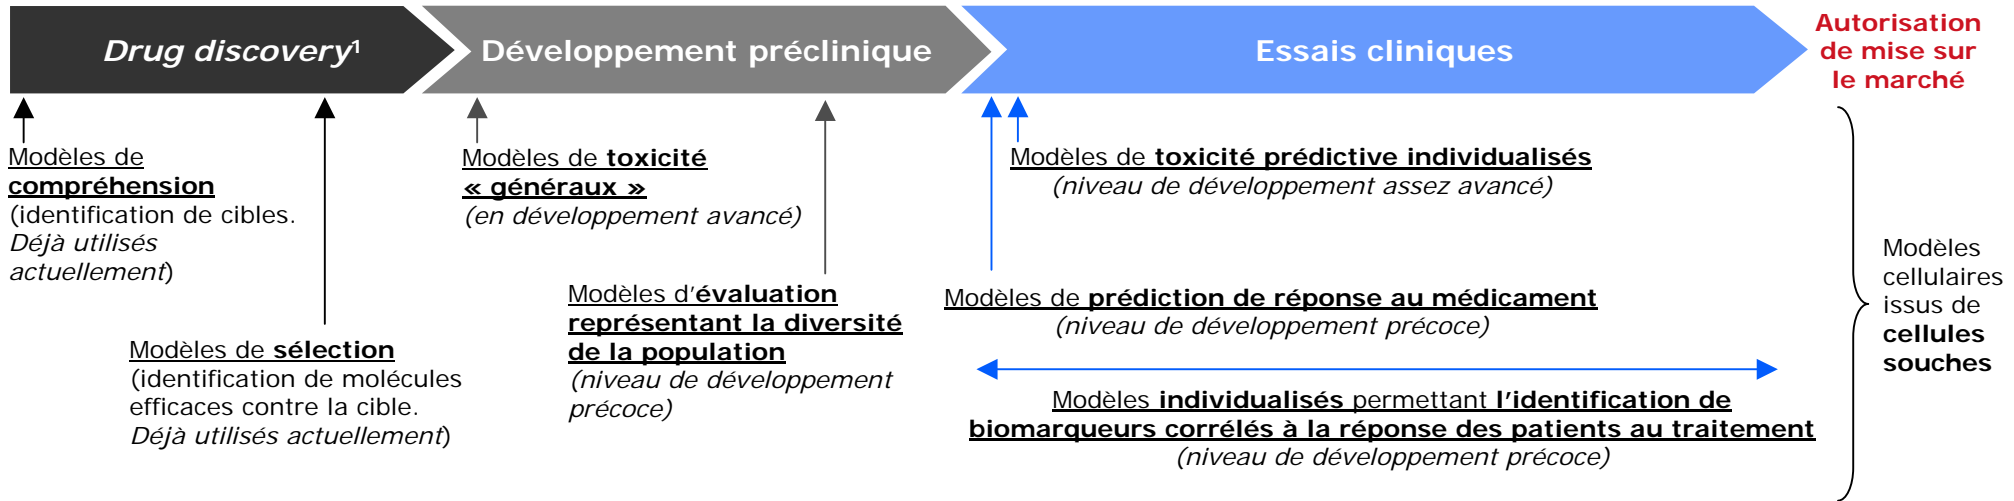 Drug discovery¹
Développement préclinique
Essais cliniques
Autorisation
de mise sur
le marché
Modèles de
compréhension
(identification de cibles.
Déjà utilisés
actuellement)
Modèles de sélection
(identification de molécules
efficaces contre la cible.
Déjà utilisés actuellement)
Modèles de toxicité
« généraux »
(en développement avancé)
Modèles d’évaluation
représentant la diversité
de la population
(niveau de développement
précoce)
Modèles de toxicité prédictive individualisés
(niveau de développement assez avancé)
Modèles de prédiction de réponse au médicament
(niveau de développement précoce)
Modèles individualisés permettant l’identification de
biomarqueurs corrélés à la réponse des patients au traitement
(niveau de développement précoce)
Modèles
cellulaires
issus de
cellules
souches